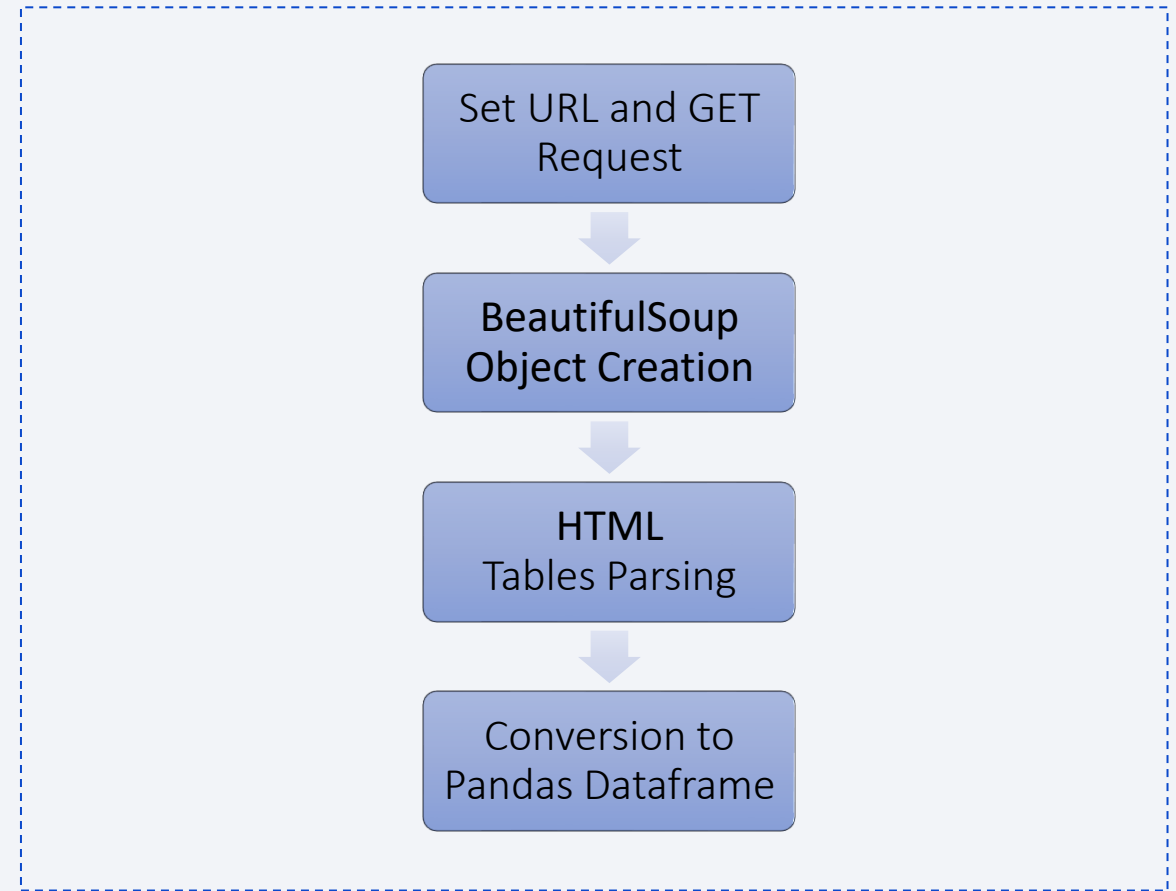 Set URL and GET
Request
BeautifulSoup
Object Creation
HTML
Tables Parsing
Conversion to
Pandas Dataframe